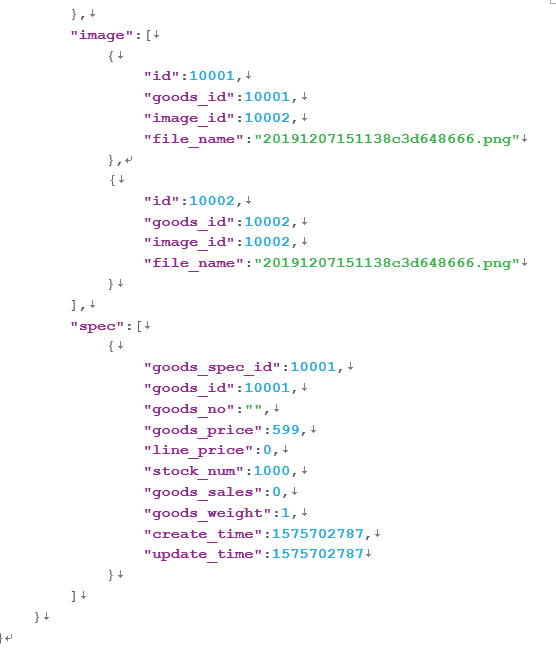 },↓
"image":[↓
{↓
"id":10001,↓
"goods_id":10001,↓
"image_id":10002,↓
"file_name":"20191207151138c3d648666.png"↓
},↵
{↓
"id":10002,↓
"goods_id":10002,↓
"image_id":10002,↓
"file_name":"20191207151138c3d648666.png"↓
}↓
],↓
"spec":[↓
{↓
"goods_spec_id":10001,↓
"goods_id":10001,↓
"goods_no":"",↓
"goods_price":599,↓
"line_price":0,↓
"stock_num":1000,↓
"goods_sales":0,↓
"goods_weight":1,↓
"create_time":1575702787,↓
"update_time":1575702787↓
}↓
]↓
}↓
}↵